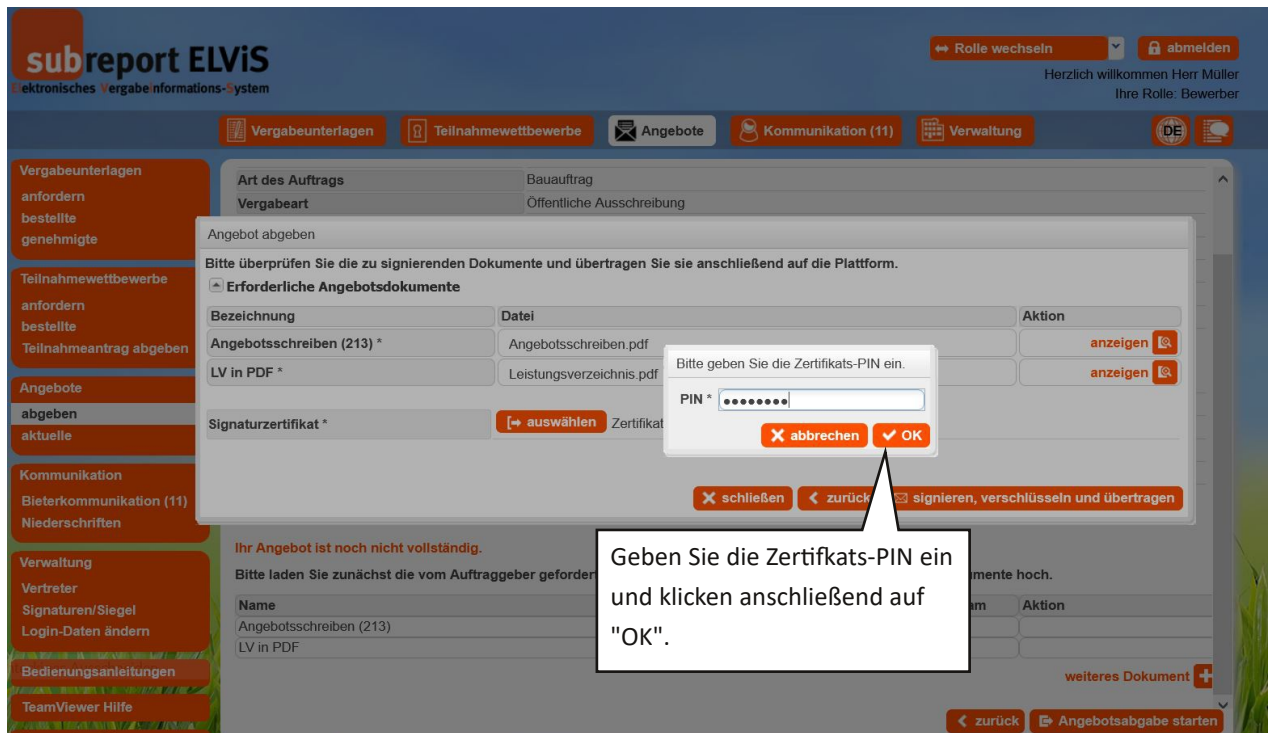 subreport ELViS
Elektronisches VergabeInformations-System
Rolle wechseln
abmelden
Herzlich willkommen Herr Müller
Ihre Rolle: Bewerber
Vergabeunterlagen
Teilnahmewettbewerbe
Angebote
Kommunikation (11)
Verwaltung
DE
Vergabeunterlagen
anfordern
bestellte
genehmigte
Teilnahmewettbewerbe
anfordern
bestellte
Teilnahmeantrag abgeben
Angebote
abgeben
aktuelle
Kommunikation
Bieterkommunikation (11)
Niederschriften
Verwaltung
Vertreter
Signaturen/Siegel
Login-Daten ändern
Bedienungsanleitungen
TeamViewer Hilfe
Art des Auftrags Bauauftrag
Vergabeart Öffentliche Ausschreibung
Angebot abgeben
Bitte überprüfen Sie die zu signierenden Dokumente und übertragen Sie sie anschließend auf die Plattform.
Erforderliche Angebotsdokumente
Bezeichnung Datei Aktion
Angebotsschreiben (213) * Angebotsschreiben.pdf anzeigen
LV in PDF * Leistungsverzeichnis.pdf anzeigen
Signaturzertifikat * auswählen Zertifikat
Bitte geben Sie die Zertifikats-PIN ein.
PIN * ••••••••
abbrechen OK
schließen zurück signieren, verschlüsseln und übertragen
Geben Sie die Zertifkats-PIN ein
und klicken anschließend auf
"OK".
Ihr Angebot ist noch nicht vollständig.
Bitte laden Sie zunächst die vom Auftraggeber hoch.
Name Aktion
Angebotsschreiben (213)
LV in PDF
weiteres Dokument
zurück Angebotsabgabe starten